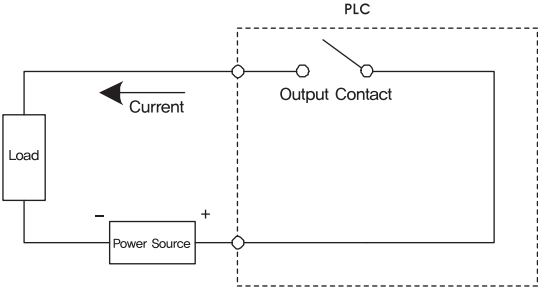 PLC
Output Contact
Current
Load
− +
Power Source